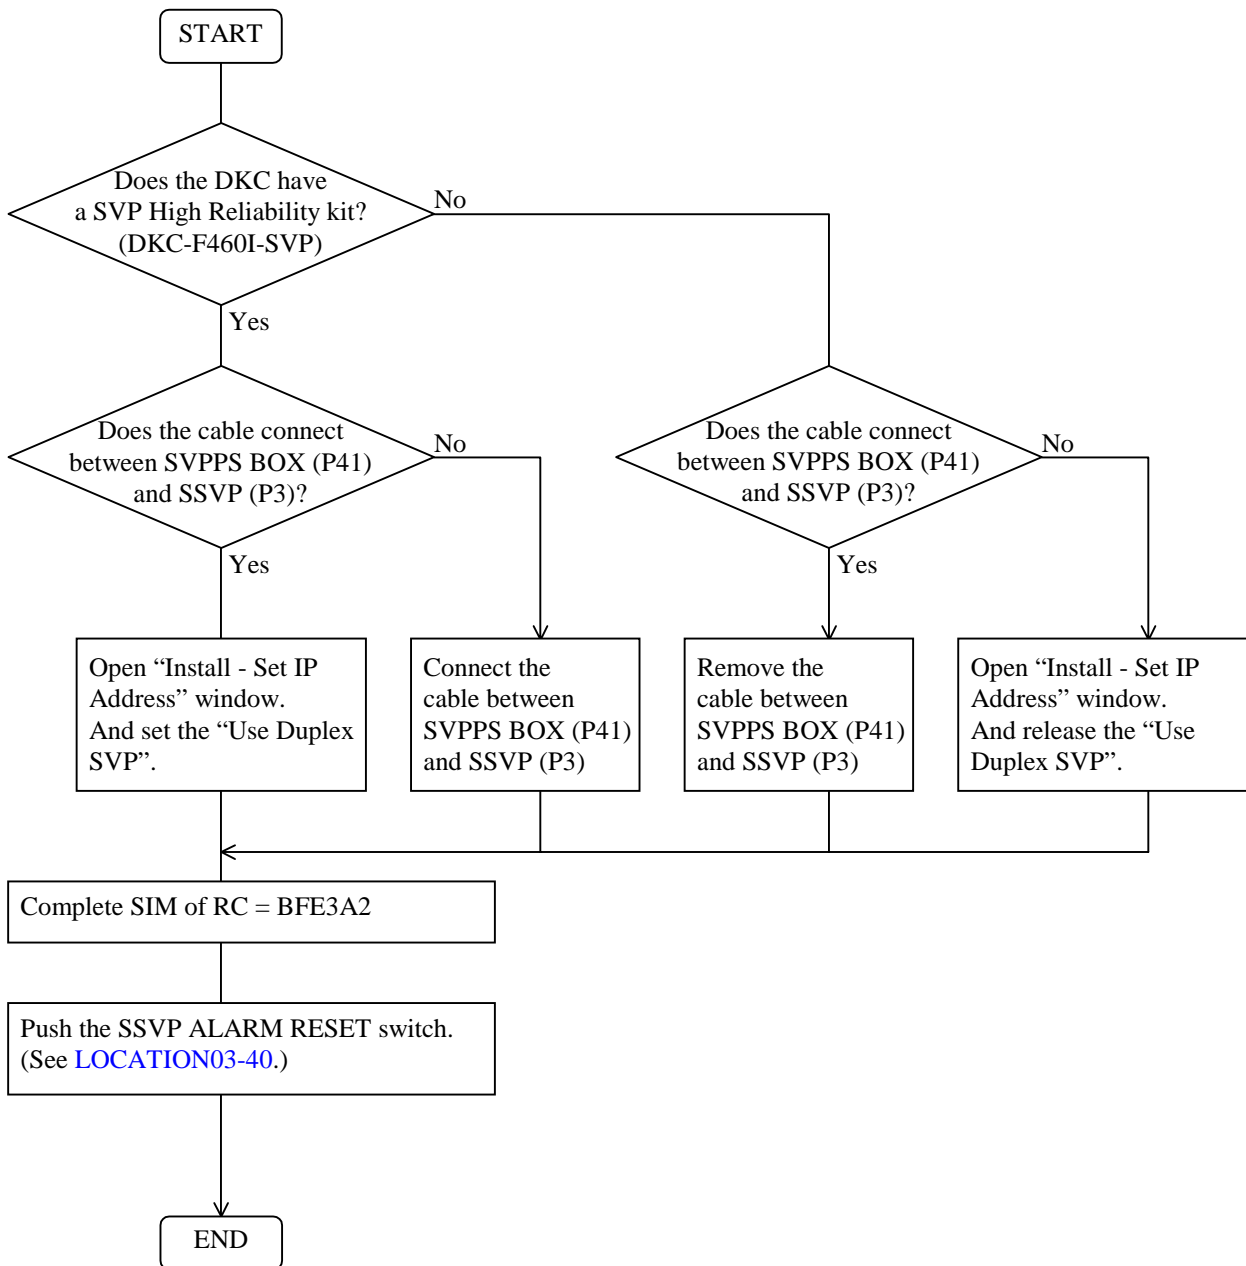 START
Does the DKC have
a SVP High Reliability kit?
(DKC-F460I-SVP)
No
Yes
Does the cable connect
between SVPPS BOX (P41)
and SSVP (P3)?
No
Yes
Does the cable connect
between SVPPS BOX (P41)
and SSVP (P3)?
No
Yes
Open “Install - Set IP
Address” window.
And set the “Use Duplex
SVP”.
Connect the
cable between
SVPPS BOX (P41)
and SSVP (P3)
Remove the
cable between
SVPPS BOX (P41)
and SSVP (P3)
Open “Install - Set IP
Address” window.
And release the “Use
Duplex SVP”.
Complete SIM of RC = BFE3A2
Push the SSVP ALARM RESET switch.
(See LOCATION03-40.)
END